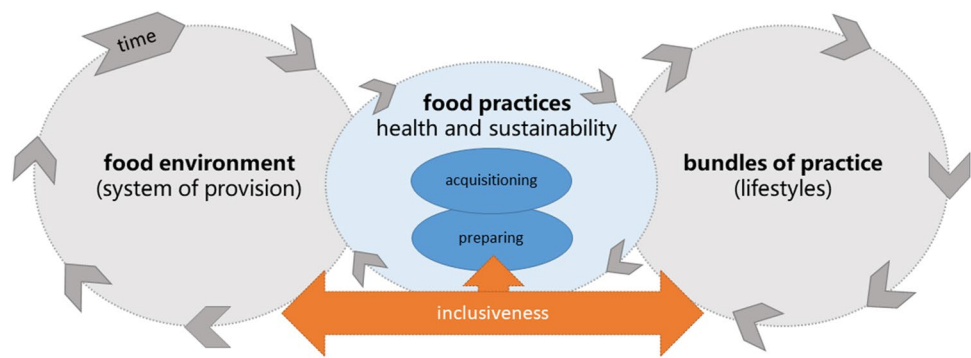 time
food environment
(system of provision)
food practices
health and sustainability
acquisitioning
preparing
bundles of practice
(lifestyles)
inclusiveness